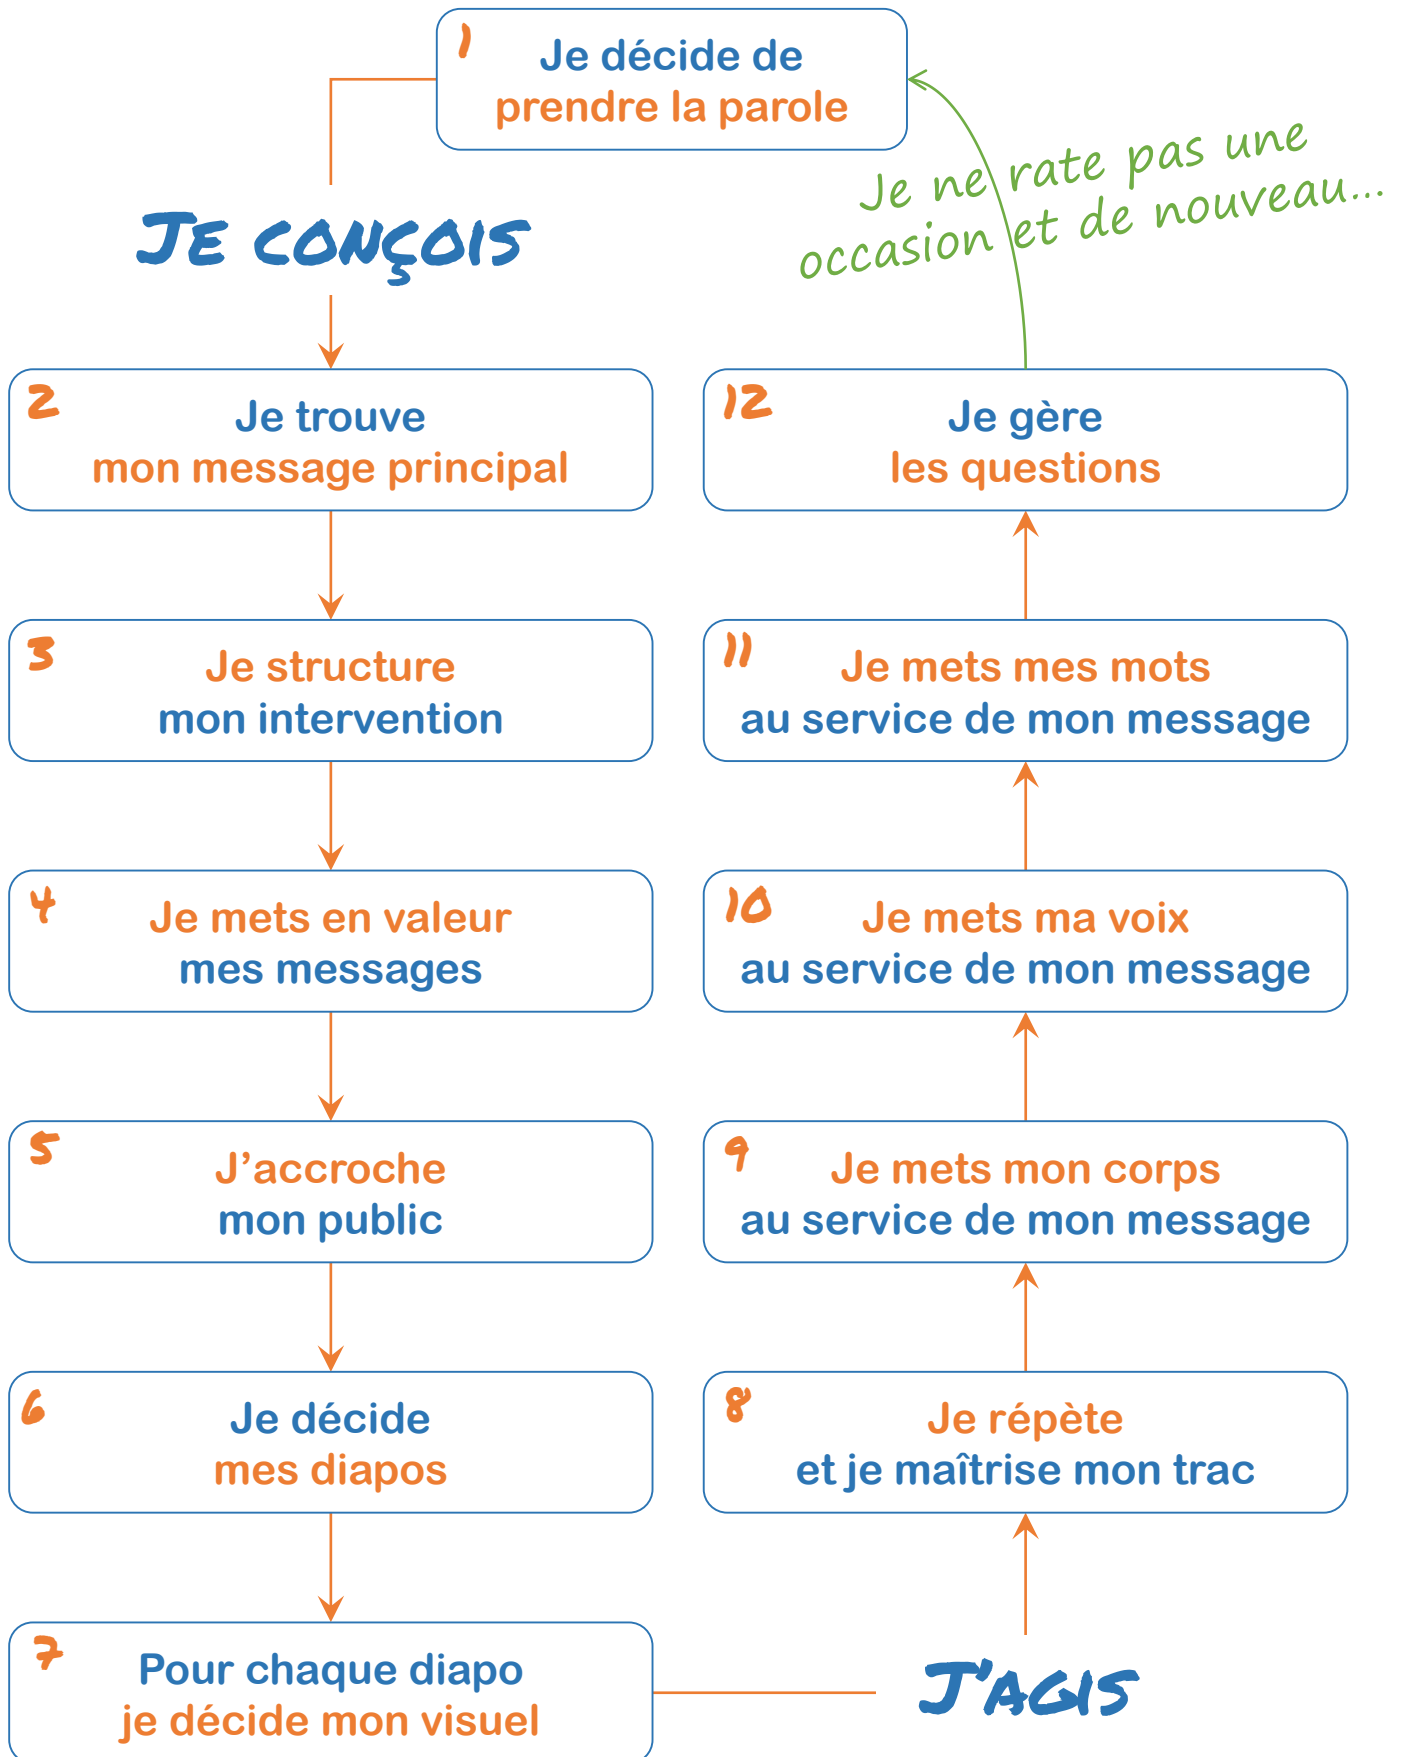 1
Je décide de
prendre la parole
Je ne rate pas une
occasion et de nouveau...
Je conçois
2
Je trouve
mon message principal
3
Je structure
mon intervention
4
Je mets en valeur
mes messages
5
J’accroche
mon public
6
Je décide
mes diapos
7
Pour chaque diapo
je décide mon visuel
J'agis
8
Je répète
et je maîtrise mon trac
9
Je mets mon corps
au service de mon message
10
Je mets ma voix
au service de mon message
11
Je mets mes mots
au service de mon message
12
Je gère
les questions